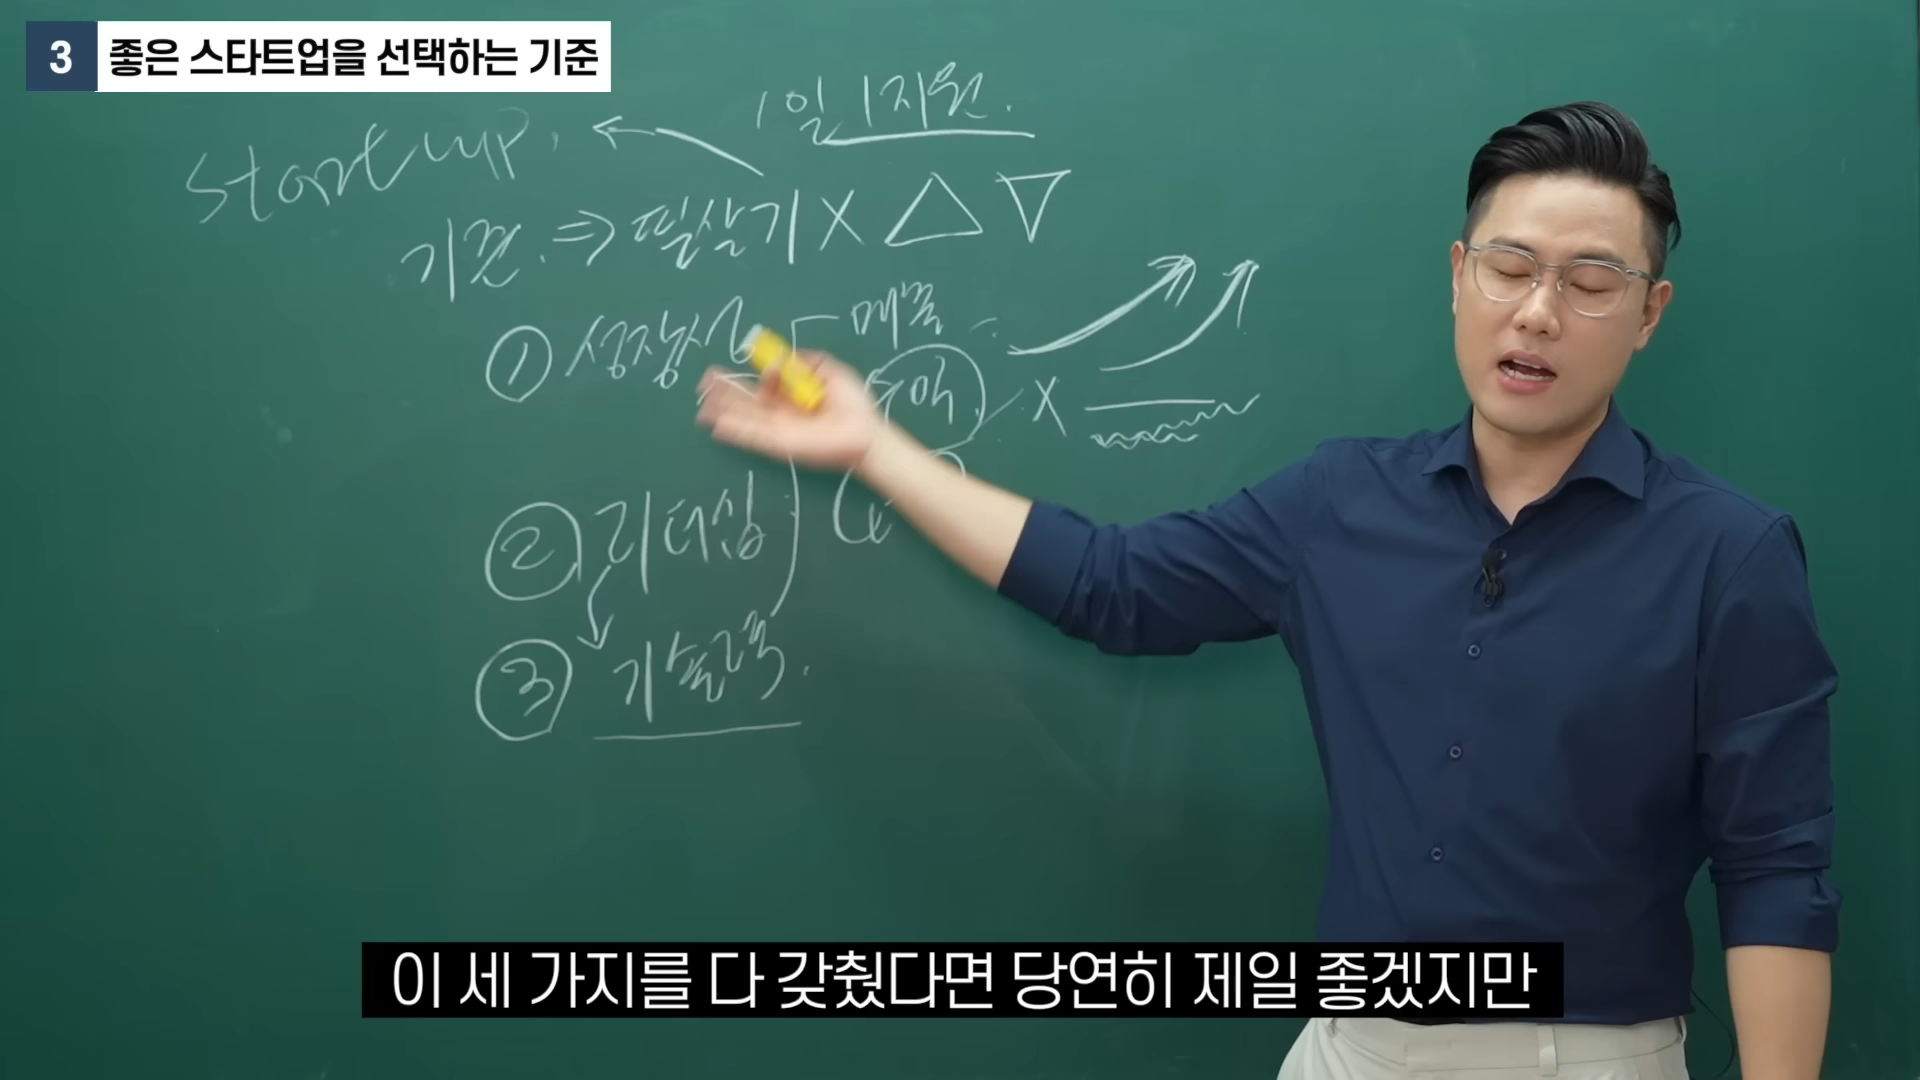 3 좋은 스타트업을 선택하는 기준
1일 1지원.
Startup.
기준. ⇒ 필살기 X △ ▽
① 성장성
매출
X
② 리더십
③ 기술력.
이 세 가지를 다 갖췄다면 당연히 제일 좋겠지만